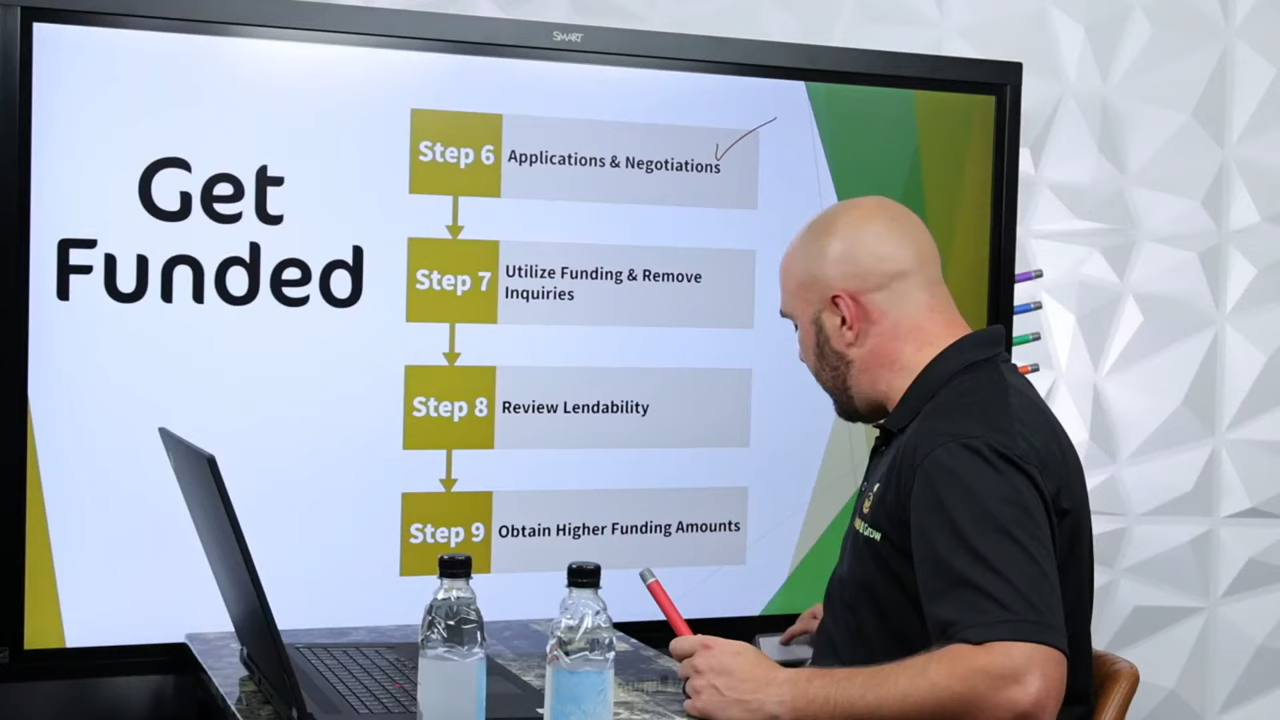 SMART
Get
Funded
Step 6
Applications & Negotiations
Step 7
Utilize Funding & Remove
Inquiries
Step 8
Review Lendability
Step 9
Obtain Higher Funding Amounts